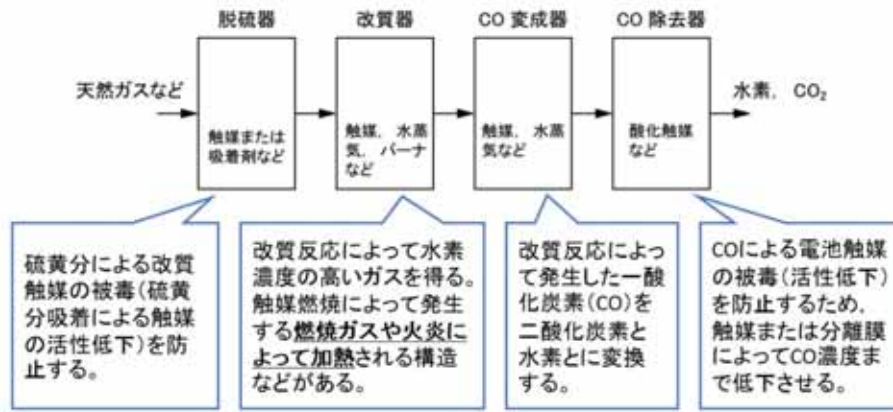 脱硫器
改質器
CO 変成器
CO 除去器
天然ガスなど
触媒または
吸着剤など
触媒，水蒸
気，バーナ
など
触媒，水蒸
気など
酸化触媒
など
水素，CO₂
硫黄分による改質
触媒の被毒（硫黄
分吸着による触媒
の活性低下）を防
止する。
改質反応によって水素
濃度の高いガスを得る。
触媒燃焼によって発生
する燃焼ガスや火炎に
よって加熱される構造
などがある。
改質反応によっ
て発生した一酸
化炭素（CO）を
二酸化炭素と
水素とに変換
する。
COによる電池触媒
の被毒（活性低下）
を防止するため，
触媒または分離膜
によってCO濃度ま
で低下させる。